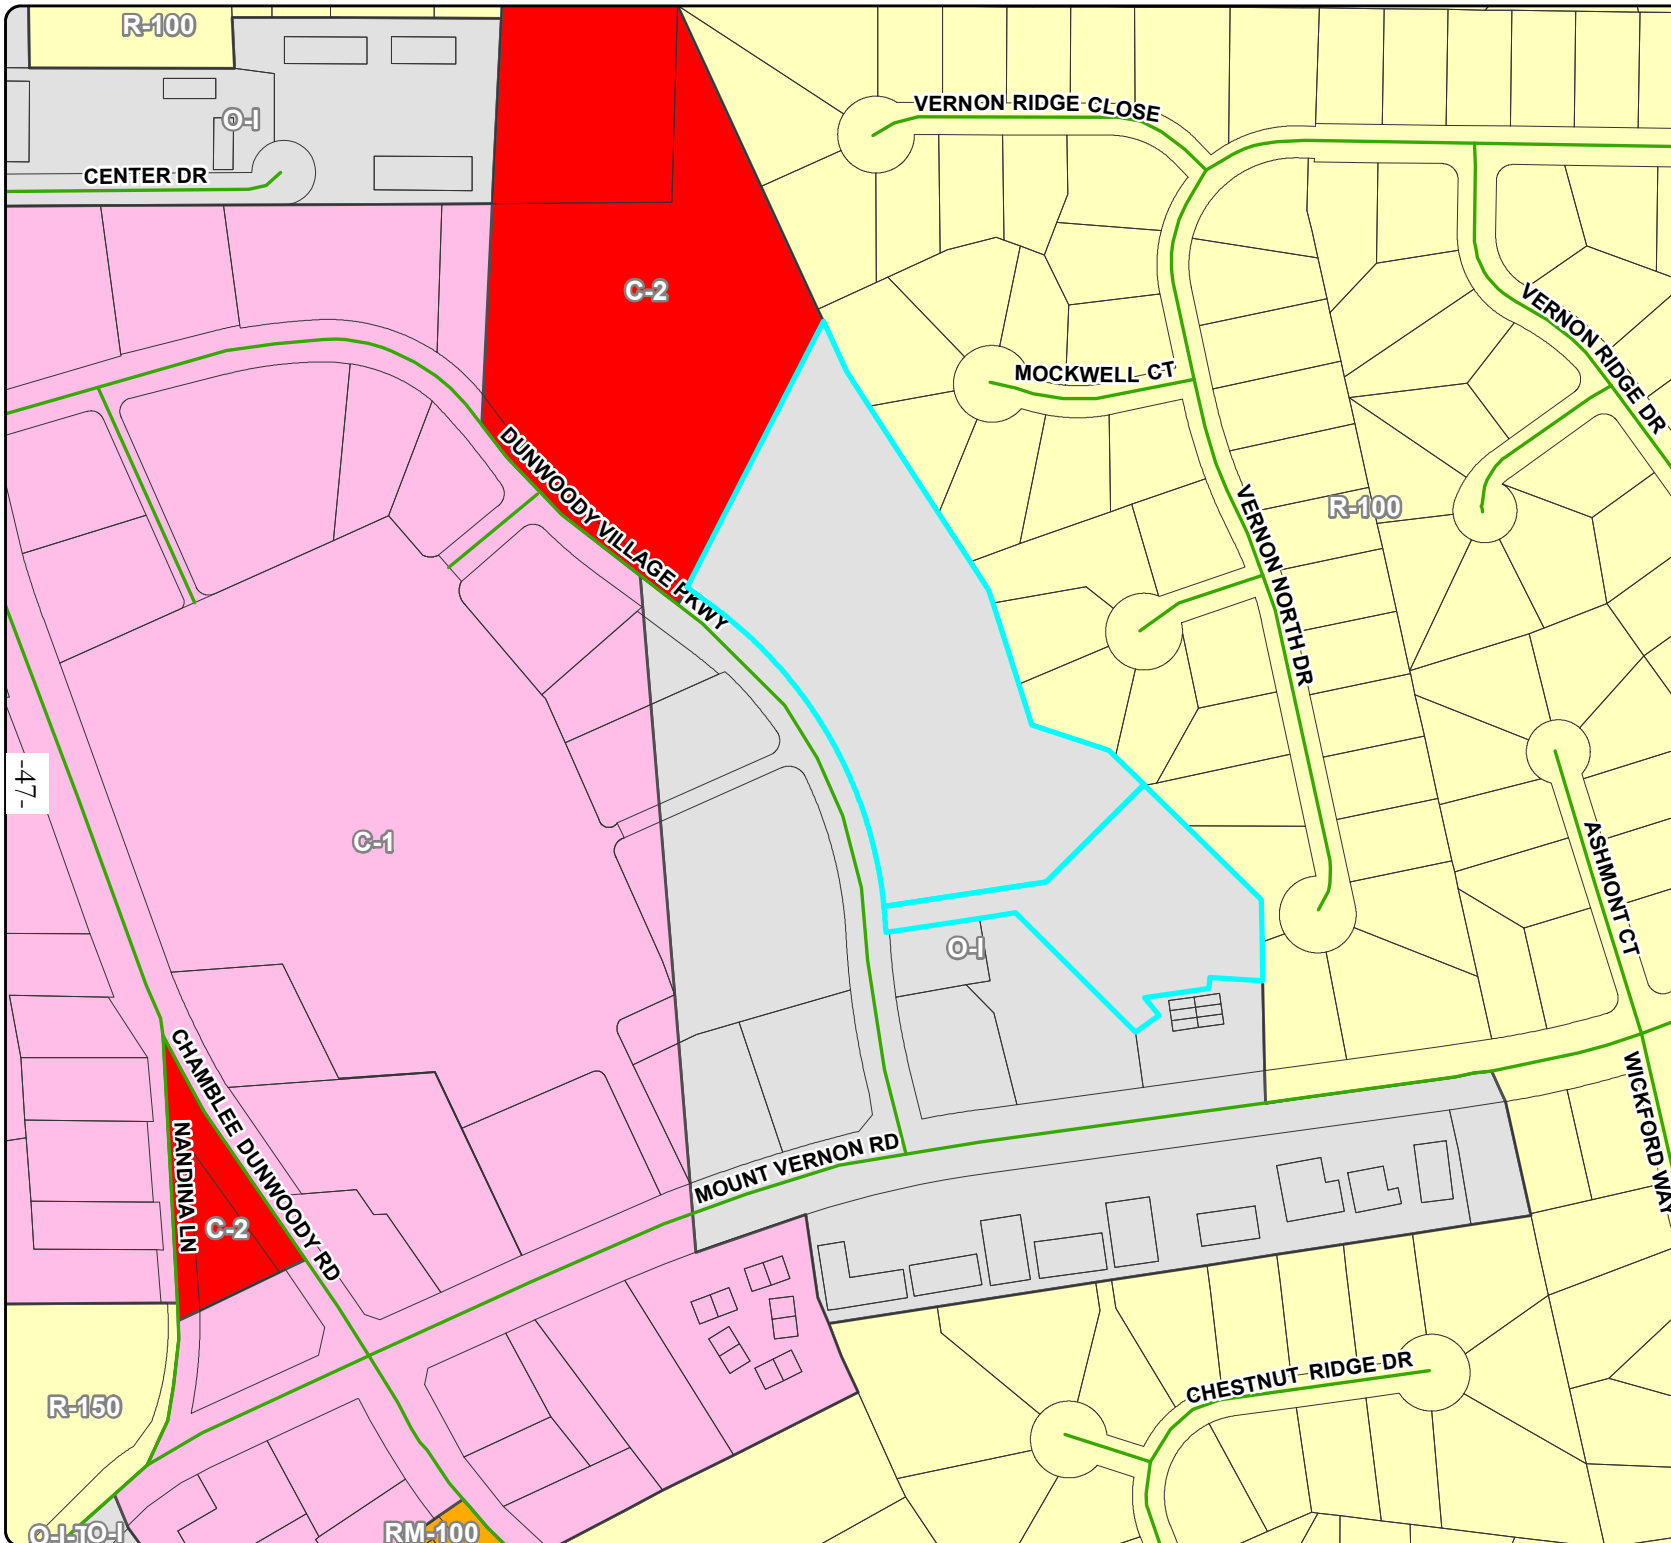 R-100
VERNON RIDGE CLOSE
O-I
CENTER DR
C-2
VERNON RIDGE DR
MOCKWELL CT
DUNWOODY VILLAGE PKWY
R-100
VERNON NORTH DR
-47-
C-1
ASHMONT CT
O-I
CHAMBLEE DUNWOODY RD
WICKFORD WAY
NANDINA LN
MOUNT VERNON RD
C-2
CHESTNUT RIDGE DR
R-150
O-I-T
O-I
RM-100